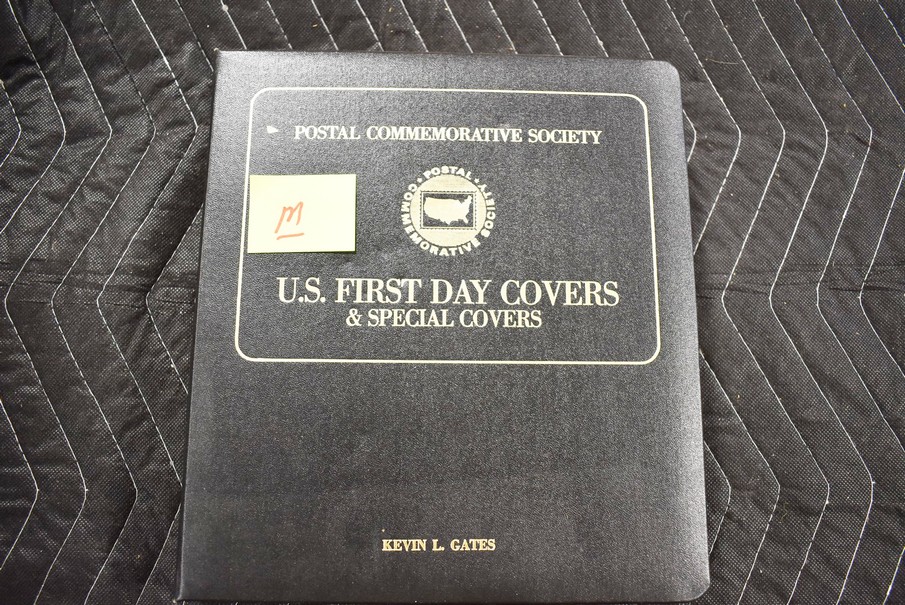 POSTAL COMMEMORATIVE SOCIETY
• POSTAL •
COMMEMORATIVE SOCIETY
M
U.S. FIRST DAY COVERS
& SPECIAL COVERS
KEVIN L. GATES